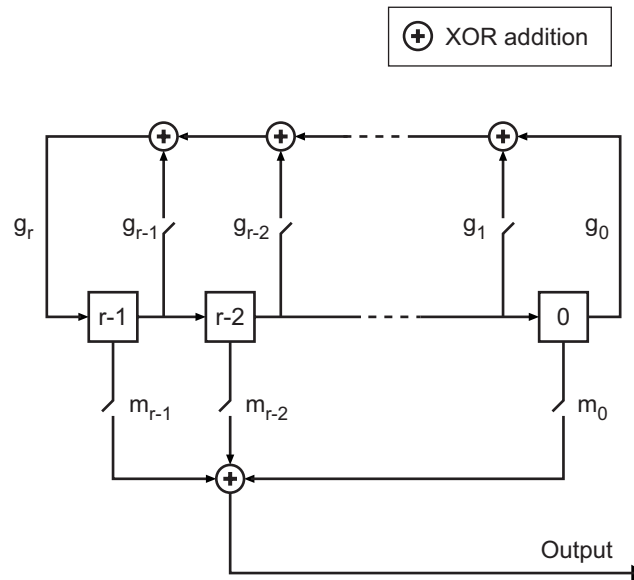 XOR addition
g_r g_{r-1} g_{r-2} g_1 g_0
r-1 r-2 0
m_{r-1} m_{r-2} m_0
Output